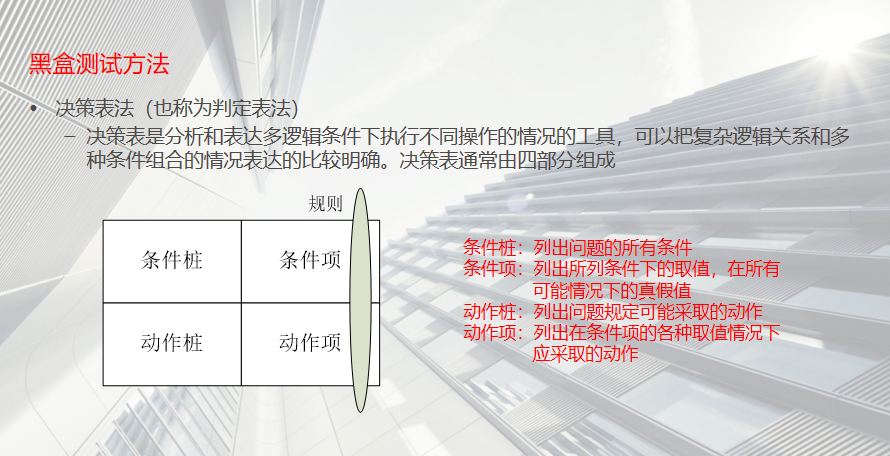 黑盒测试方法
• 决策表法（也称为判定表法）
– 决策表是分析和表达多逻辑条件下执行不同操作的情况的工具，可以把复杂逻辑关系和多
种条件组合的情况表达的比较明确。决策表通常由四部分组成
规则
条件桩 条件项
动作桩 动作项
条件桩：列出问题的所有条件
条件项：列出所列条件下的取值，在所有
可能情况下的真假值
动作桩：列出问题规定可能采取的动作
动作项：列出在条件项的各种取值情况下
应采取的动作